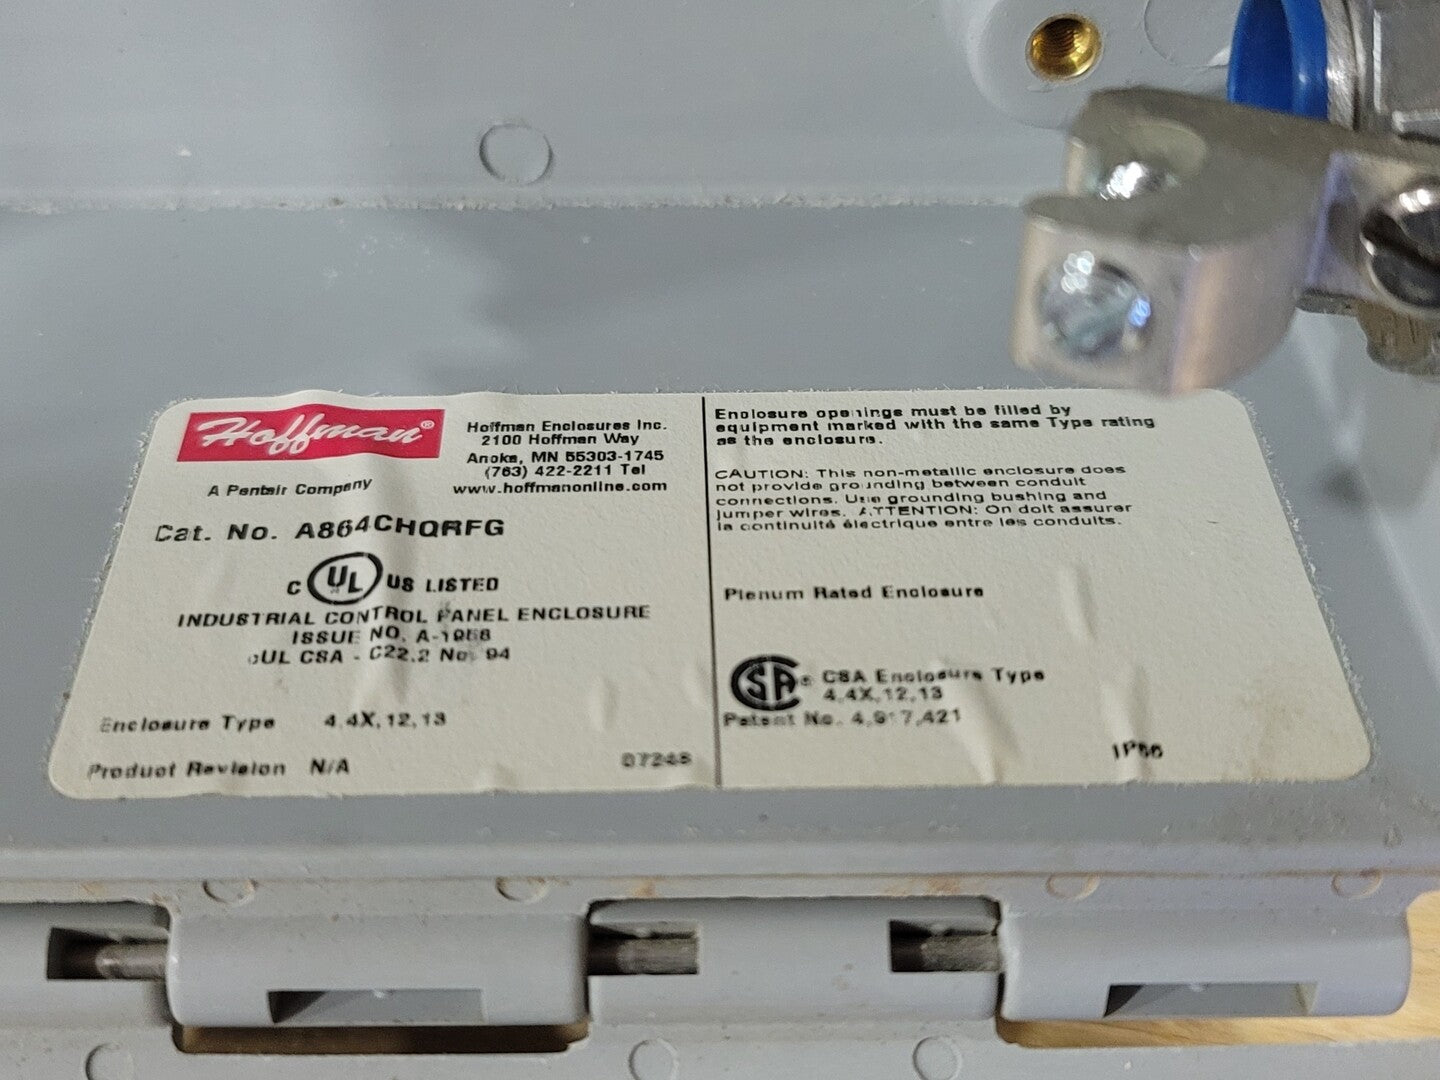 Hoffman®
A Pentair Company
Hoffman Enclosures Inc.
2100 Hoffman Way
Anoka, MN 55303-1745
(763) 422-2211 Tel
www.hoffmanonline.com
Cat. No. A864CHQRFG
C UL US LISTED
INDUSTRIAL CONTROL PANEL ENCLOSURE
ISSUE NO. A-1958
cUL CSA - C22.2 No. 94
Enclosure Type 4,4X,12,13
Product Revision N/A
07248
Enclosure openings must be filled by
equipment marked with the same Type rating
as the enclosure.
CAUTION: This non-metallic enclosure does
not provide grounding between conduit
connections. Use grounding bushing and
jumper wires. ATTENTION: On doit assurer
la continuité électrique entre les conduits.
Plenum Rated Enclosure
SA® CSA Enclosure Type
4,4X,12,13
Patent No. 4,917,421
IP66